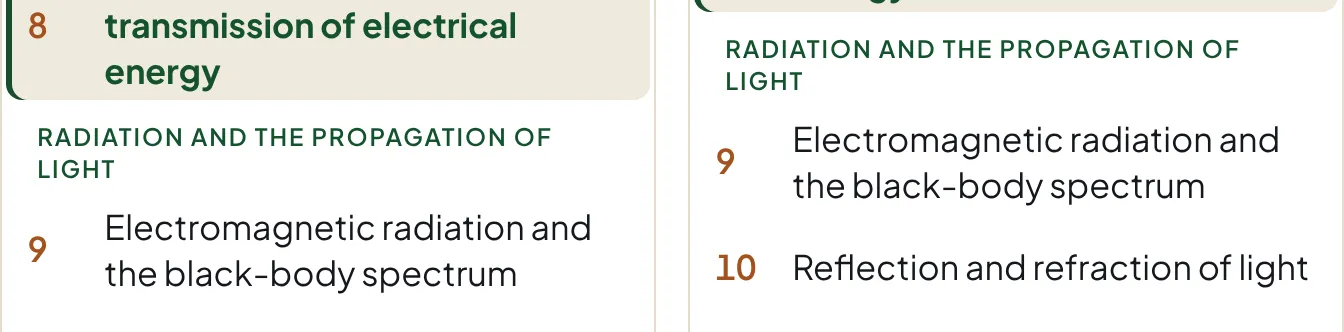 8 transmission of electrical
energy
RADIATION AND THE PROPAGATION OF
LIGHT
9 Electromagnetic radiation and
the black-body spectrum
RADIATION AND THE PROPAGATION OF
LIGHT
9 Electromagnetic radiation and
the black-body spectrum
10 Reflection and refraction of light